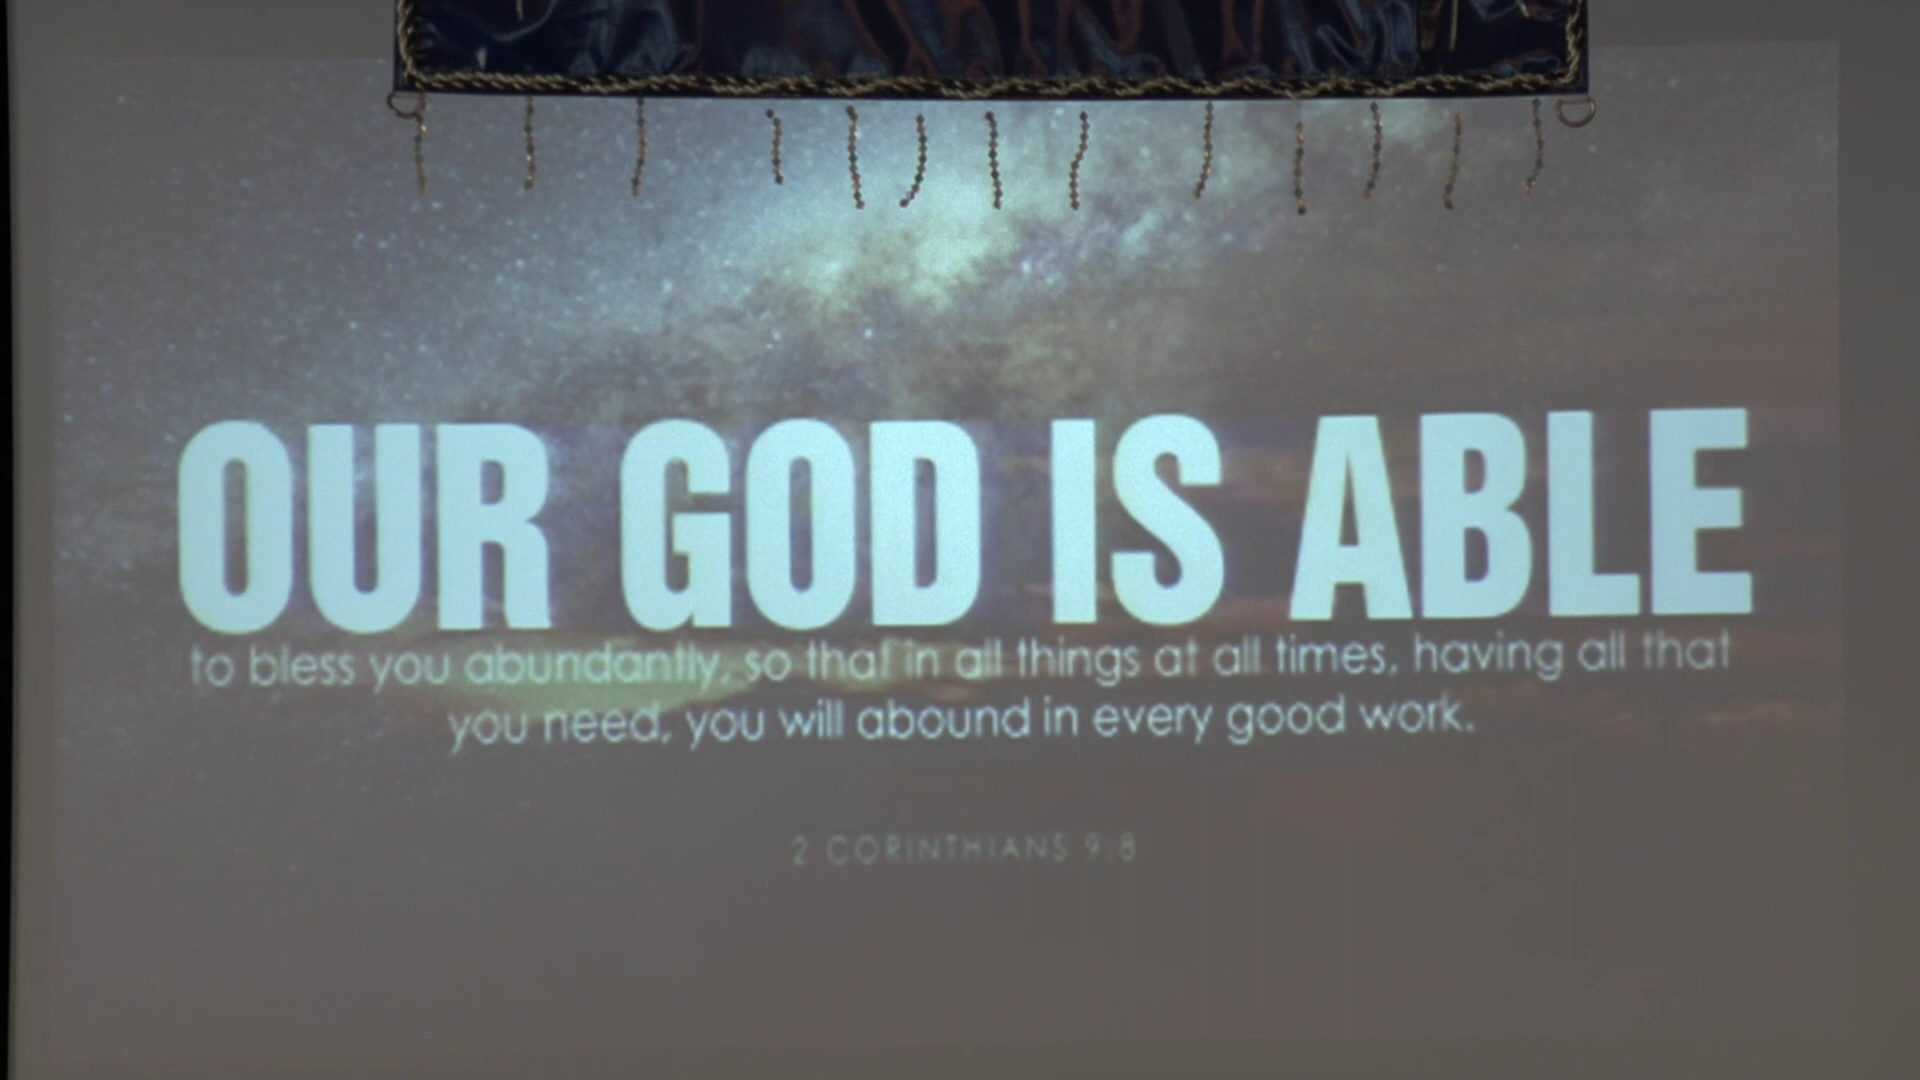 OUR GOD IS ABLE
to bless you abundantly, so that in all things at all times, having all that
you need, you will abound in every good work.
2 CORINTHIANS 9:8